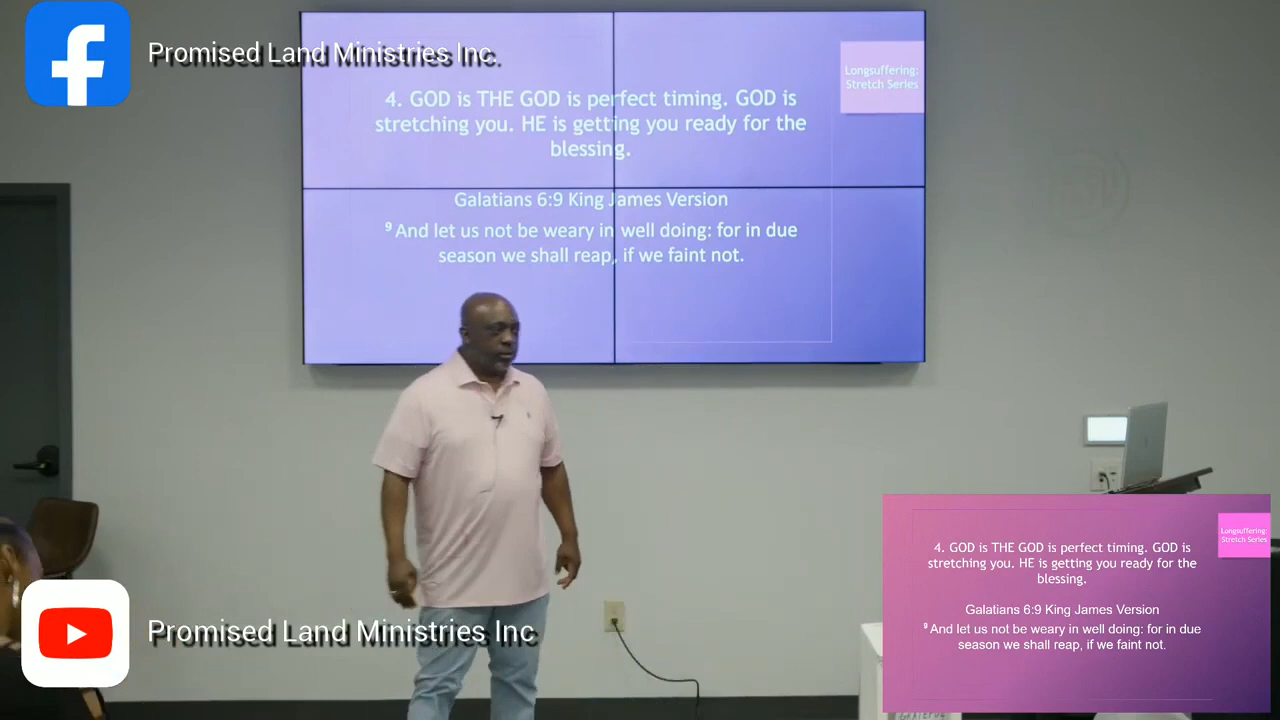 Promised Land Ministries Inc.
Longsuffering:
Stretch Series
4. GOD is THE GOD is perfect timing. GOD is
stretching you. HE is getting you ready for the
blessing.
Galatians 6:9 King James Version
9 And let us not be weary in well doing: for in due
season we shall reap, if we faint not.
Promised Land Ministries Inc
Longsuffering:
Stretch Series
4. GOD is THE GOD is perfect timing. GOD is
stretching you. HE is getting you ready for the
blessing.
Galatians 6:9 King James Version
9 And let us not be weary in well doing: for in due
season we shall reap, if we faint not.